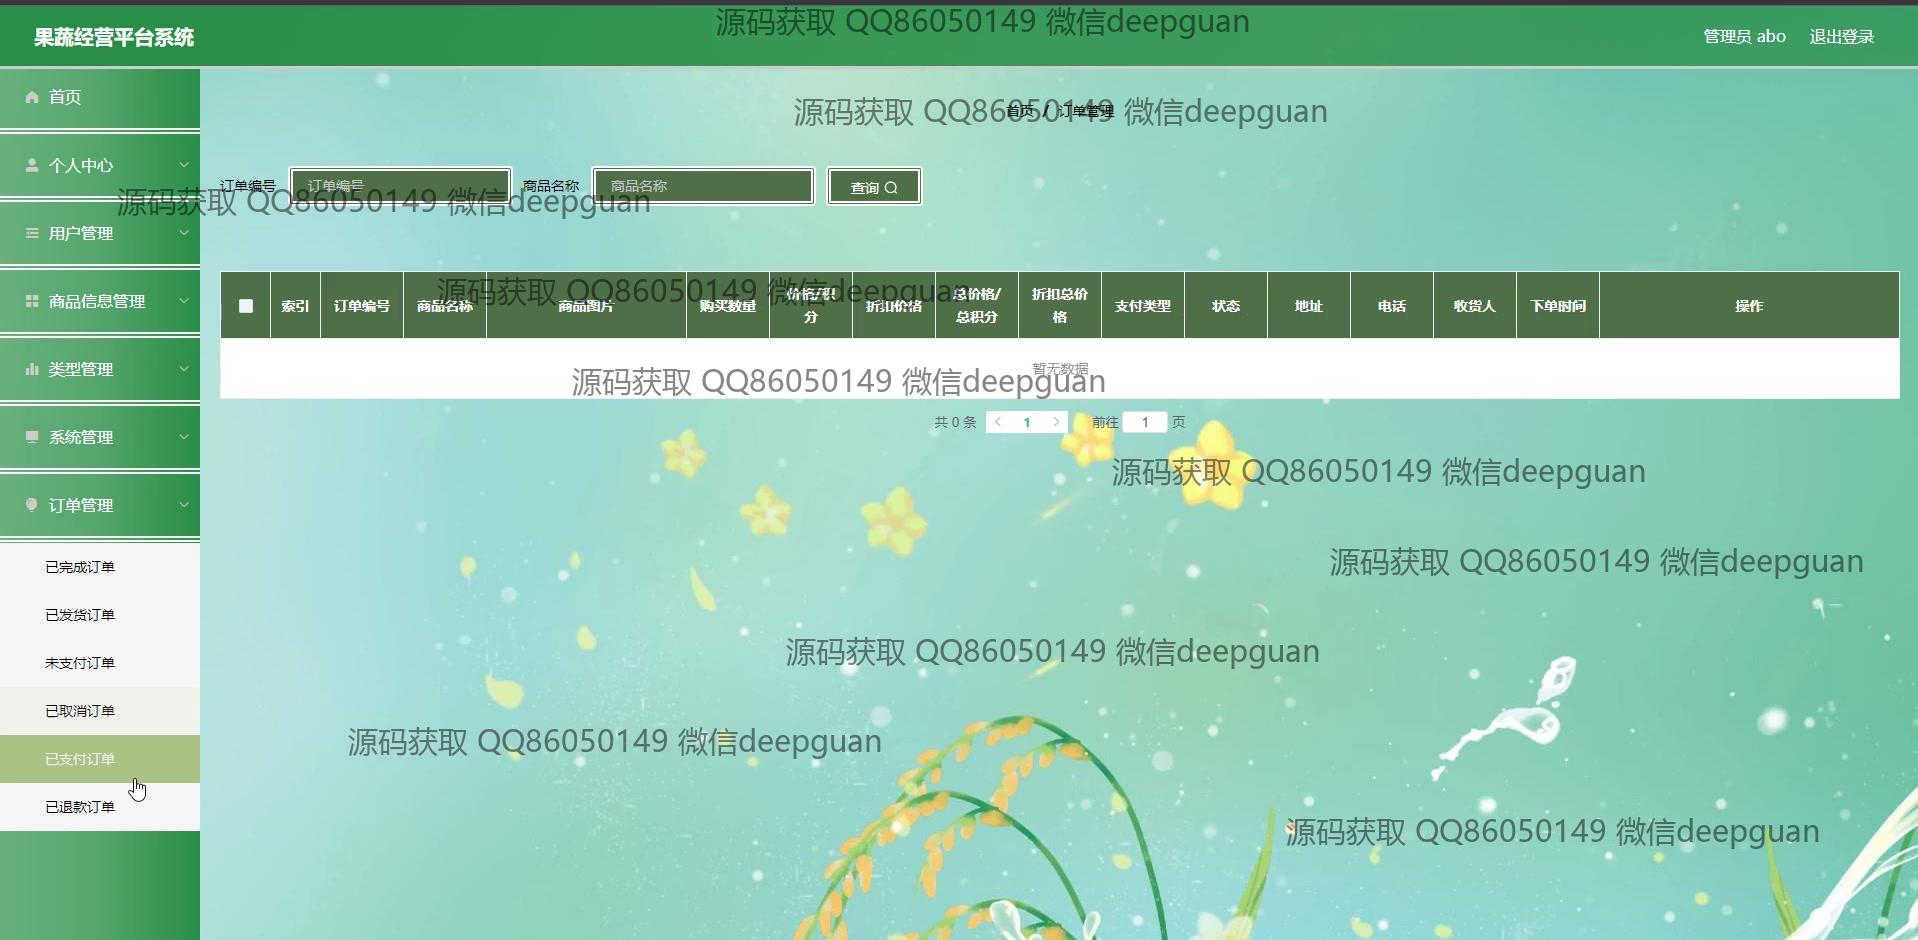 源码获取 QQ86050149 微信deepguan
果蔬经营平台系统
管理员 abo 退出登录
首页
源码获取 QQ86050149 微信deepguan
首页 / 订单管理
个人中心
订单编号 订单编号 商品名称 商品名称 查询
源码获取 QQ86050149 微信deepguan
用户管理
源码获取 QQ86050149 微信deepguan
商品信息管理
索引 订单编号 商品名称 商品图片 购买数量 价格/积分 折扣价格 总价格/总积分 折扣总价格 支付类型 状态 地址 电话 收货人 下单时间 操作
类型管理
暂无数据
源码获取 QQ86050149 微信deepguan
共 0 条 1 前往 1 页
系统管理
源码获取 QQ86050149 微信deepguan
订单管理
源码获取 QQ86050149 微信deepguan
已完成订单
已发货订单
源码获取 QQ86050149 微信deepguan
未支付订单
已取消订单
源码获取 QQ86050149 微信deepguan
已支付订单
已退款订单
源码获取 QQ86050149 微信deepguan